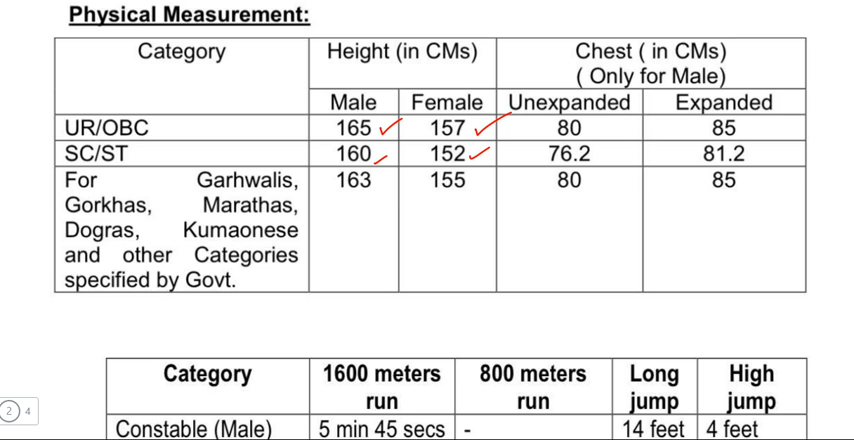 Physical Measurement:
Category Height (in CMs) Chest ( in CMs)
( Only for Male)
Male Female Unexpanded Expanded
UR/OBC 165 157 80 85
SC/ST 160 152 76.2 81.2
For Garhwalis, 163 155 80 85
Gorkhas, Marathas,
Dogras, Kumaonese
and other Categories
specified by Govt.
Category 1600 meters 800 meters Long High
run run jump jump
2 4
Constable (Male) 5 min 45 secs - 14 feet 4 feet